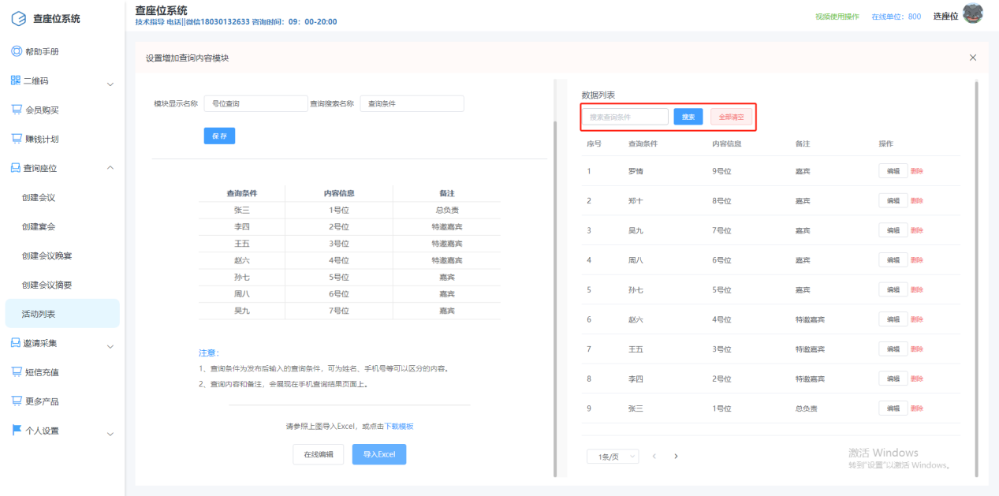 查座位系统
帮助手册
二维码
会员购买
赚钱计划
查询座位
创建会议
创建宴会
创建会议晚宴
创建会议摘要
活动列表
邀请采集
短信充值
更多产品
个人设置
查座位系统
技术指导 电话||微信18030132633 咨询时间：09：00-20:00
视频使用操作 在线单位：800 选座位
设置增加查询内容模块
模块显示名称 号位查询 查询搜索名称 查询条件
保 存
查询条件 内容信息 备注
张三 1号位 总负责
李四 2号位 特邀嘉宾
王五 3号位 特邀嘉宾
赵六 4号位 特邀嘉宾
孙七 5号位 嘉宾
周八 6号位 嘉宾
吴九 7号位 嘉宾
注意：
1、查询条件为发布后输入的查询条件，可为姓名、手机号等可以区分的内容。
2、查询内容和备注，会展现在手机查询结果页面上。
请参照上图导入Excel，或点击下载模板
在线编辑 导入Excel
数据列表
搜索查询条件 搜索 全部清空
序号 查询条件 内容信息 备注 操作
1 罗情 9号位 嘉宾 编辑 删除
2 郑十 8号位 嘉宾 编辑 删除
3 吴九 7号位 嘉宾 编辑 删除
4 周八 6号位 嘉宾 编辑 删除
5 孙七 5号位 嘉宾 编辑 删除
6 赵六 4号位 特邀嘉宾 编辑 删除
7 王五 3号位 特邀嘉宾 编辑 删除
8 李四 2号位 特邀嘉宾 编辑 删除
9 张三 1号位 总负责 编辑 删除
1条/页
激活 Windows
转到"设置"以激活 Windows。